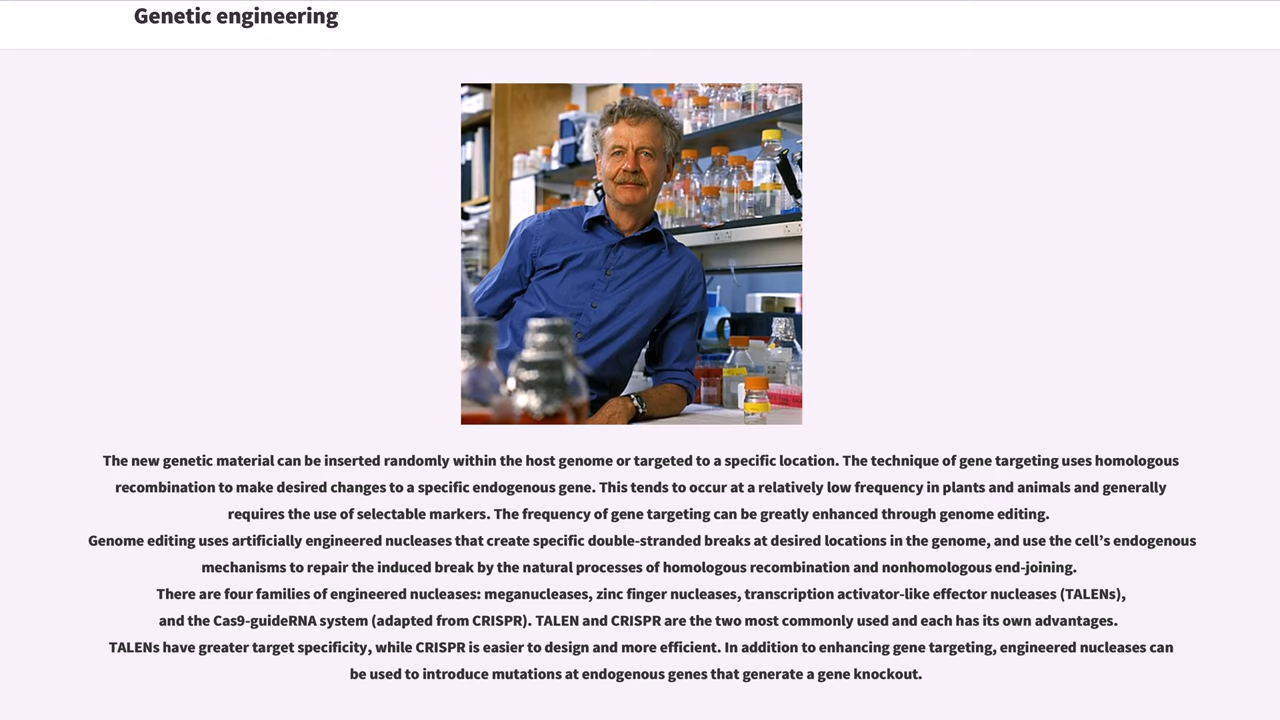 Genetic engineering
The new genetic material can be inserted randomly within the host genome or targeted to a specific location. The technique of gene targeting uses homologous
recombination to make desired changes to a specific endogenous gene. This tends to occur at a relatively low frequency in plants and animals and generally
requires the use of selectable markers. The frequency of gene targeting can be greatly enhanced through genome editing.
Genome editing uses artificially engineered nucleases that create specific double-stranded breaks at desired locations in the genome, and use the cell’s endogenous
mechanisms to repair the induced break by the natural processes of homologous recombination and nonhomologous end-joining.
There are four families of engineered nucleases: meganucleases, zinc finger nucleases, transcription activator-like effector nucleases (TALENs),
and the Cas9-guideRNA system (adapted from CRISPR). TALEN and CRISPR are the two most commonly used and each has its own advantages.
TALENs have greater target specificity, while CRISPR is easier to design and more efficient. In addition to enhancing gene targeting, engineered nucleases can
be used to introduce mutations at endogenous genes that generate a gene knockout.